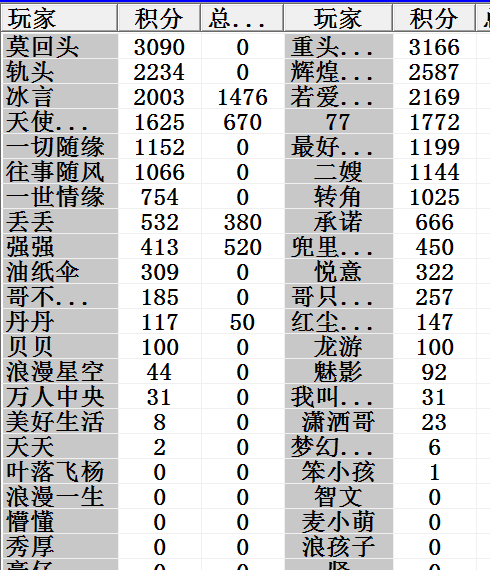 玩家 积分 总... 玩家 积分
莫回头 3090 0 重头... 3166
轨头 2234 0 辉煌... 2587
冰言 2003 1476 若爱... 2169
天使... 1625 670 77 1772
一切随缘 1152 0 最好... 1199
往事随风 1066 0 二嫂 1144
一世情缘 754 0 转角 1025
丢丢 532 380 承诺 666
强强 413 520 兜里... 450
油纸伞 309 0 悦意 322
哥不... 185 0 哥只... 257
丹丹 117 50 红尘... 147
贝贝 100 0 龙游 100
浪漫星空 44 0 魅影 92
万人中央 31 0 我叫... 31
美好生活 8 0 潇洒哥 23
天天 2 0 梦幻... 6
叶落飞杨 0 0 笨小孩 1
浪漫一生 0 0 智文 0
懵懂 0 0 麦小萌 0
秀厚 0 0 浪孩子 0
0 0 0